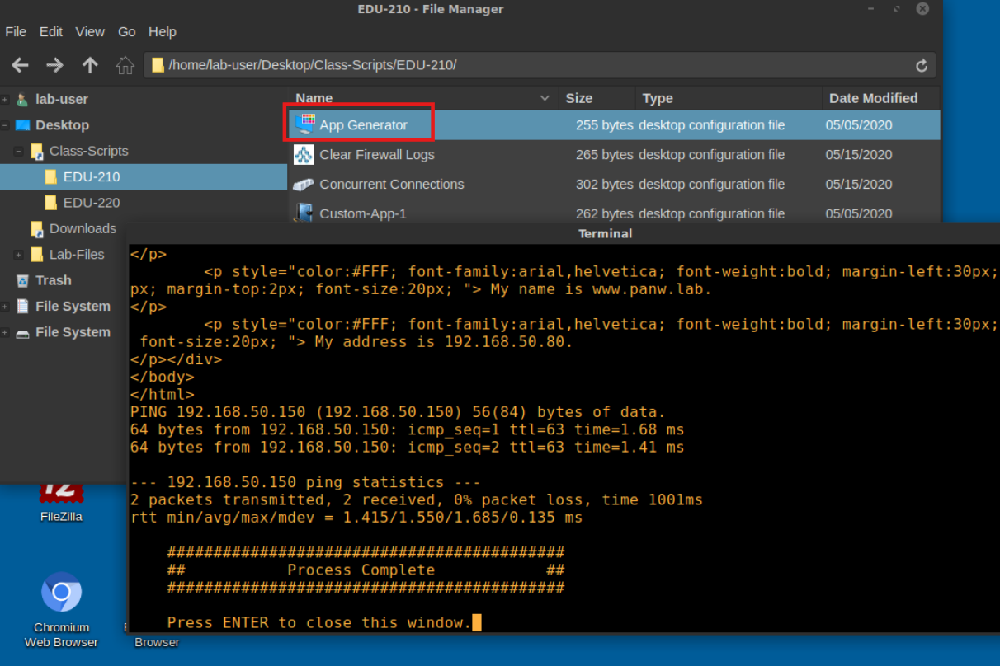 EDU-210 - File Manager
File Edit View Go Help
/home/lab-user/Desktop/Class-Scripts/EDU-210/
lab-user
Desktop
Class-Scripts
EDU-210
EDU-220
Downloads
Lab-Files
Trash
File System
File System
Name Size Type Date Modified
App Generator 255 bytes desktop configuration file 05/05/2020
Clear Firewall Logs 265 bytes desktop configuration file 05/15/2020
Concurrent Connections 302 bytes desktop configuration file 05/15/2020
Custom-App-1 262 bytes desktop configuration file 05/05/2020
Terminal
</p>
<p style="color:#FFF; font-family:arial,helvetica; font-weight:bold; margin-left:30px;
px; margin-top:2px; font-size:20px; "> My name is www.panw.lab.
</p>
<p style="color:#FFF; font-family:arial,helvetica; font-weight:bold; margin-left:30px;
font-size:20px; "> My address is 192.168.50.80.
</p></div>
</body>
</html>
PING 192.168.50.150 (192.168.50.150) 56(84) bytes of data.
64 bytes from 192.168.50.150: icmp_seq=1 ttl=63 time=1.68 ms
64 bytes from 192.168.50.150: icmp_seq=2 ttl=63 time=1.41 ms
--- 192.168.50.150 ping statistics ---
2 packets transmitted, 2 received, 0% packet loss, time 1001ms
rtt min/avg/max/mdev = 1.415/1.550/1.685/0.135 ms
###########################################
## Process Complete ##
###########################################
Press ENTER to close this window.
FileZilla
Chromium
Web Browser
Browser